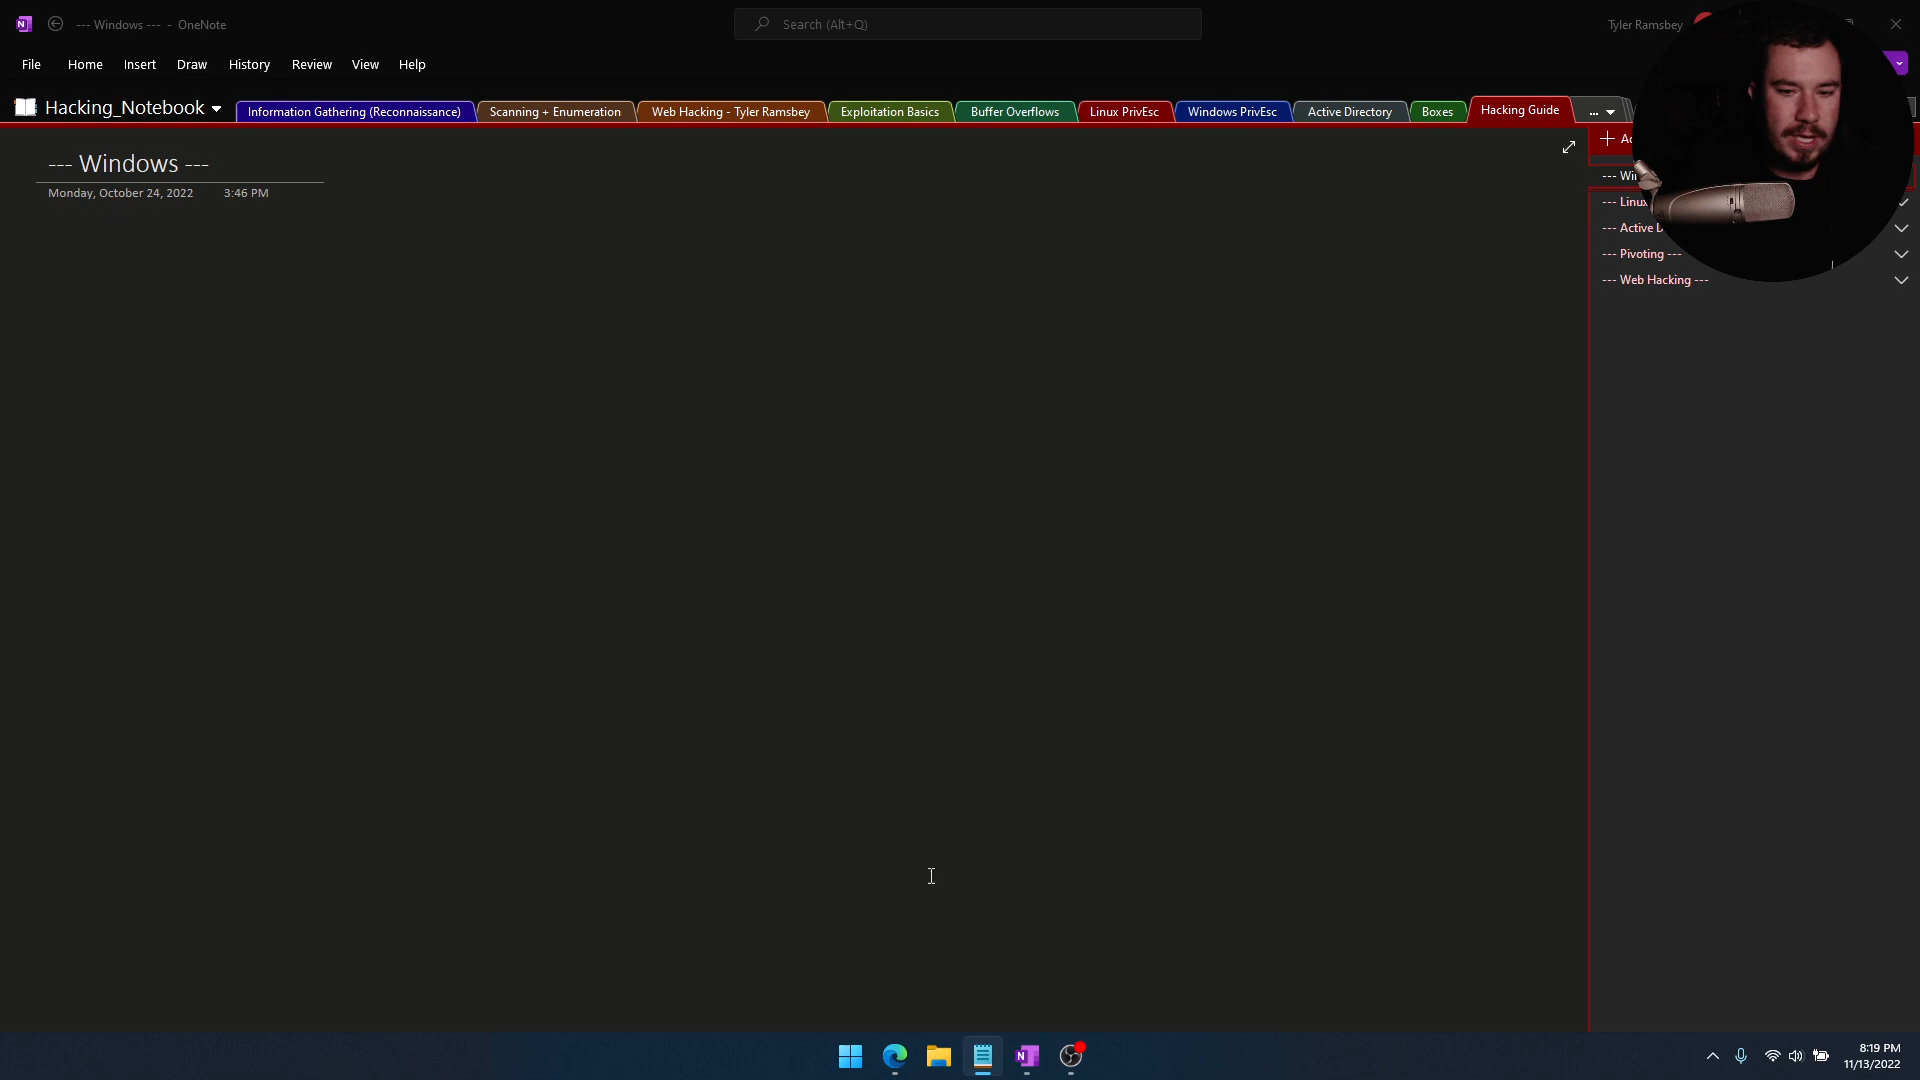 --- Windows --- - OneNote
Search (Alt+Q)
Tyler Ramsbey
File Home Insert Draw History Review View Help
Hacking_Notebook
Information Gathering (Reconnaissance)
Scanning + Enumeration
Web Hacking - Tyler Ramsbey
Exploitation Basics
Buffer Overflows
Linux PrivEsc
Windows PrivEsc
Active Directory
Boxes
Hacking Guide
...
--- Windows ---
Monday, October 24, 2022 3:46 PM
--- Linux
--- Active
--- Pivoting ---
--- Web Hacking ---
8:19 PM
11/13/2022